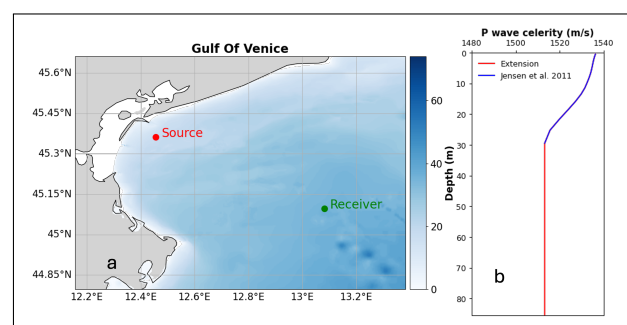 Gulf Of Venice
45.6°N
45.45°N
45.3°N
45.15°N
45°N
44.85°N
12.2°E
12.4°E
12.6°E
12.8°E
13°E
13.2°E
Source
Receiver
a
60
40
20
0
P wave celerity (m/s)
1480
1500
1520
1540
Extension
Jensen et al. 2011
Depth (m)
0
10
20
30
40
50
60
70
80
b